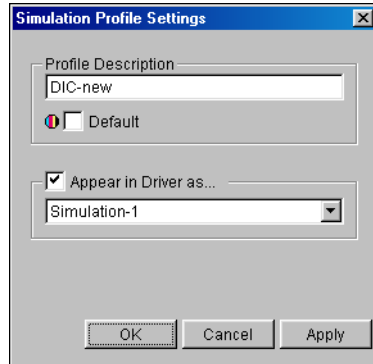 Simulation Profile Settings
Profile Description
DIC-new
Default
Appear in Driver as...
Simulation-1
OK Cancel Apply